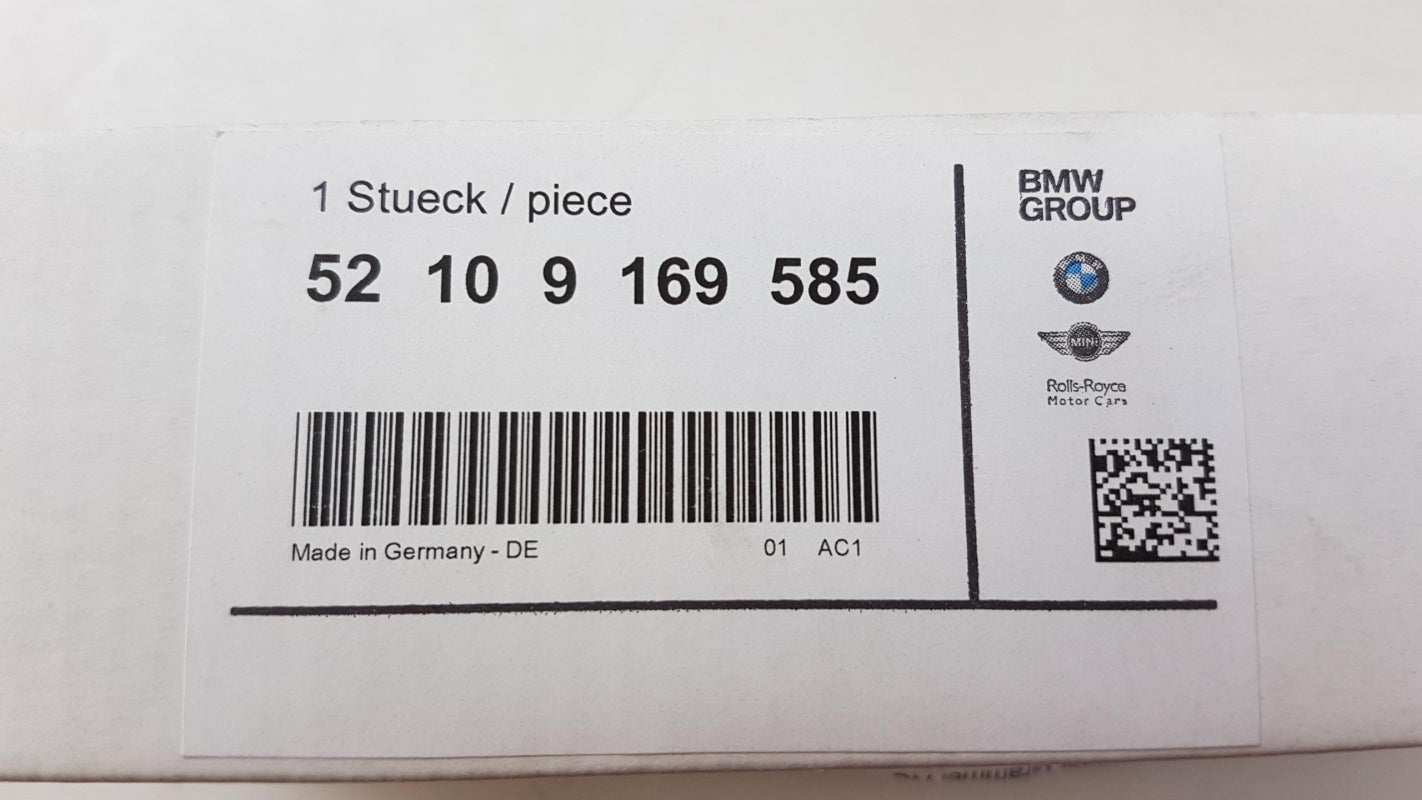 1 Stueck / piece
52 10 9 169 585
Made in Germany - DE
01 AC1
BMW
GROUP
MINI
Rolls-Royce
Motor Cars